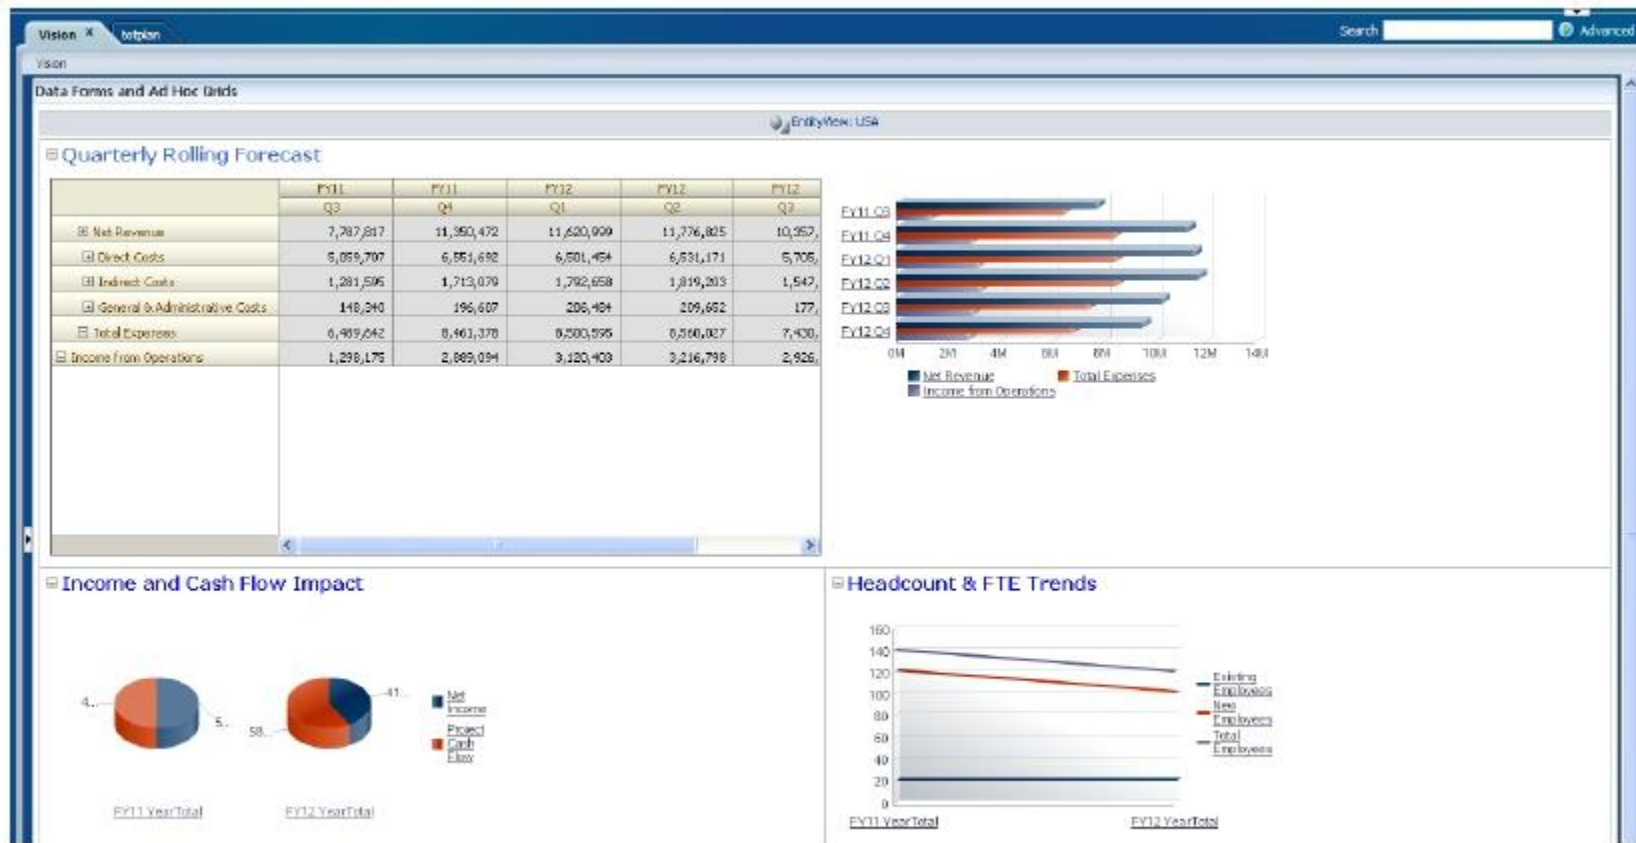 Vision X totplan Search Advanced
Vision
Data Forms and Ad Hoc Grids
EntityView: USA
Quarterly Rolling Forecast
FY11 FY11 FY12 FY12 FY12
Q3 Q4 Q1 Q2 Q3
Net Revenue 7,787,817 11,350,472 11,620,999 11,776,825 10,357,
Direct Costs 5,059,707 6,551,692 6,501,454 6,531,171 5,705,
Indirect Costs 1,281,595 1,713,079 1,792,658 1,819,203 1,547,
General & Administrative Costs 148,340 196,607 206,484 209,652 177,
Total Expenses 6,489,642 8,461,378 8,500,595 8,560,027 7,430,
Income from Operations 1,298,175 2,889,094 3,120,403 3,216,798 2,926,
FY11 Q3
FY11 Q4
FY12 Q1
FY12 Q2
FY12 Q3
FY12 Q4
0M 2M 4M 6M 8M 10M 12M 14M
Net Revenue Total Expenses
Income from Operations
Income and Cash Flow Impact
4...
5...
58...
41...
Net
Income
Project
Cash
Flow
FY11 YearTotal FY12 YearTotal
Headcount & FTE Trends
160
140
120
100
80
60
40
20
0
FY11 YearTotal FY12 YearTotal
Existing
Employees
New
Employees
Total
Employees